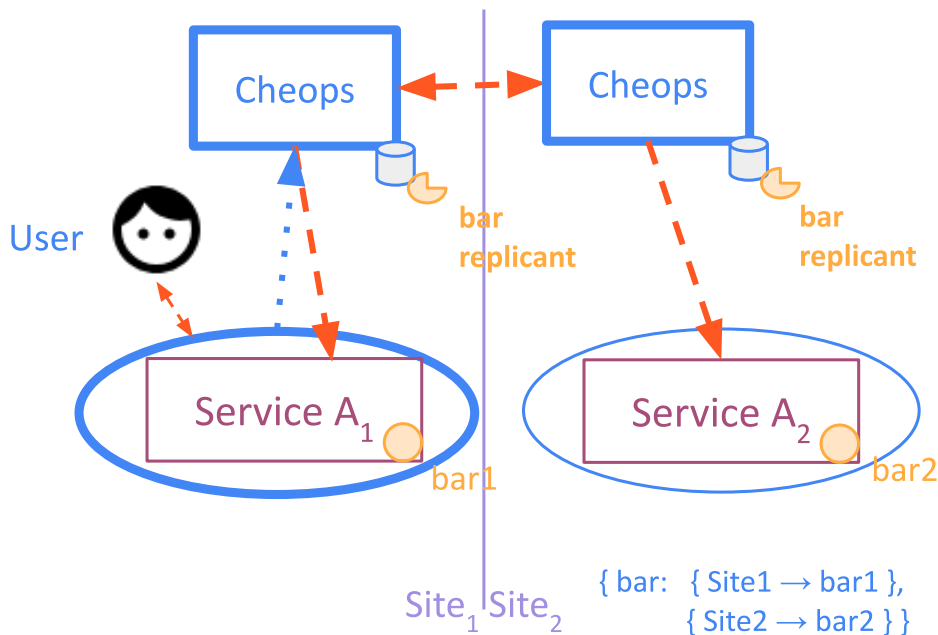 Cheops
Cheops
bar
replicant
bar
replicant
User
Service A₁
Service A₂
bar1
bar2
Site₁
Site₂
{ bar: { Site1 → bar1 },
{ Site2 → bar2 } }